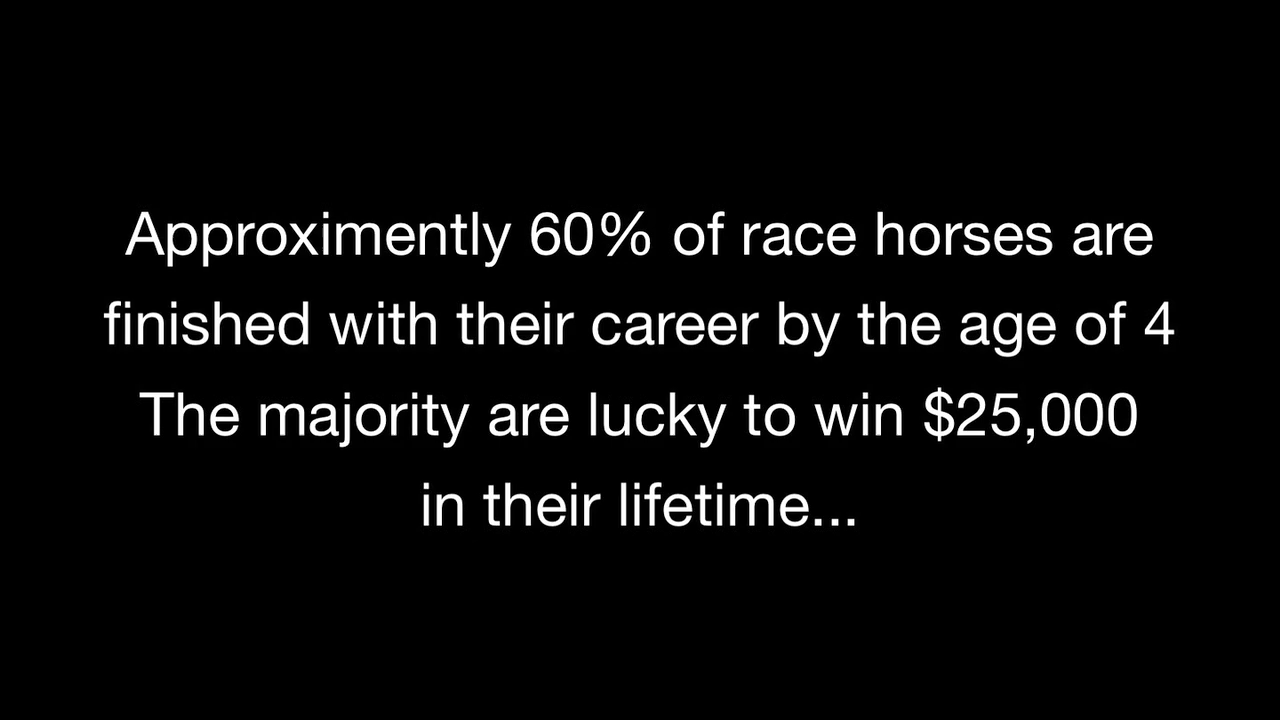 Approximently 60% of race horses are
finished with their career by the age of 4
The majority are lucky to win $25,000
in their lifetime...